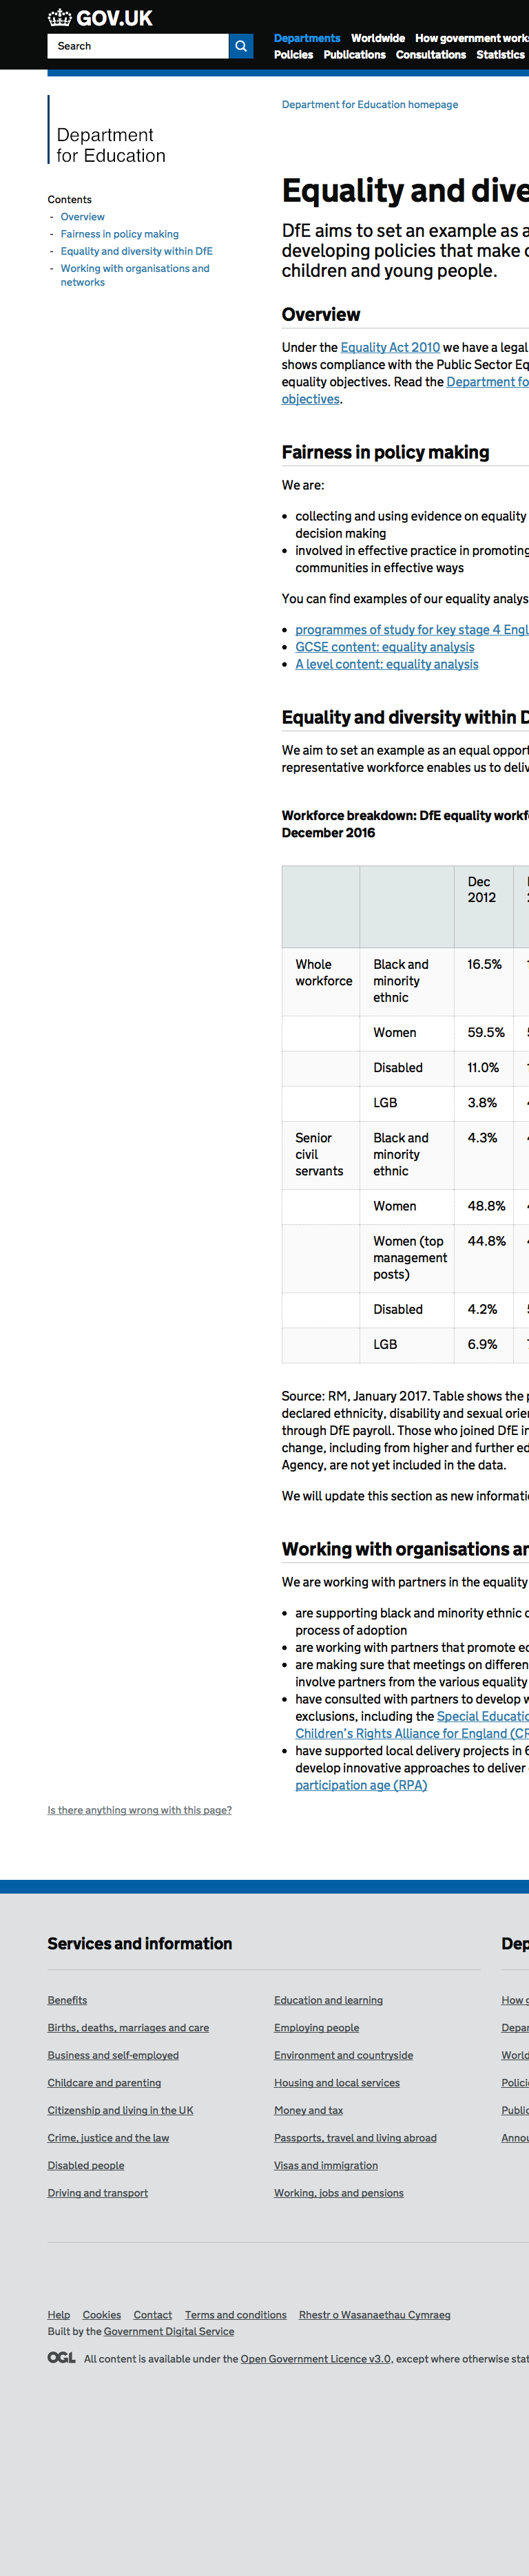 GOV.UK
Search
Departments Worldwide How government works
Policies Publications Consultations Statistics
Department for Education homepage
Department
for Education
Contents
- Overview
- Fairness in policy making
- Equality and diversity within DfE
- Working with organisations and
networks
Equality and dive
DfE aims to set an example as a
developing policies that make
children and young people.
Overview
Under the Equality Act 2010 we have a legal
shows compliance with the Public Sector Eq
equality objectives. Read the Department fo
objectives.
Fairness in policy making
We are:
• collecting and using evidence on equality
decision making
• involved in effective practice in promoting
communities in effective ways
You can find examples of our equality analys
• programmes of study for key stage 4 Engl
• GCSE content: equality analysis
• A level content: equality analysis
Equality and diversity within D
We aim to set an example as an equal opport
representative workforce enables us to deliv
Workforce breakdown: DfE equality workf
December 2016
Dec
2012
Whole
workforce
Black and
minority
ethnic
16.5%
Women 59.5%
Disabled 11.0%
LGB 3.8%
Senior
civil
servants
Black and
minority
ethnic
4.3%
Women 48.8%
Women (top
management
posts)
44.8%
Disabled 4.2%
LGB 6.9%
Source: RM, January 2017. Table shows the p
declared ethnicity, disability and sexual orie
through DfE payroll. Those who joined DfE in
change, including from higher and further ed
Agency, are not yet included in the data.
We will update this section as new informati
Working with organisations an
We are working with partners in the equality
• are supporting black and minority ethnic c
process of adoption
• are working with partners that promote ec
• are making sure that meetings on differen
involve partners from the various equality
• have consulted with partners to develop w
exclusions, including the Special Educatio
Children's Rights Alliance for England (CR
• have supported local delivery projects in 6
develop innovative approaches to deliver
participation age (RPA)
Is there anything wrong with this page?
Services and information
Dep
Benefits
Births, deaths, marriages and care
Business and self-employed
Childcare and parenting
Citizenship and living in the UK
Crime, justice and the law
Disabled people
Driving and transport
Education and learning
Employing people
Environment and countryside
Housing and local services
Money and tax
Passports, travel and living abroad
Visas and immigration
Working, jobs and pensions
How g
Depar
World
Polici
Public
Annou
Help Cookies Contact Terms and conditions Rhestr o Wasanaethau Cymraeg
Built by the Government Digital Service
OGL All content is available under the Open Government Licence v3.0, except where otherwise stat